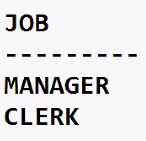 JOB
---------
MANAGER
CLERK